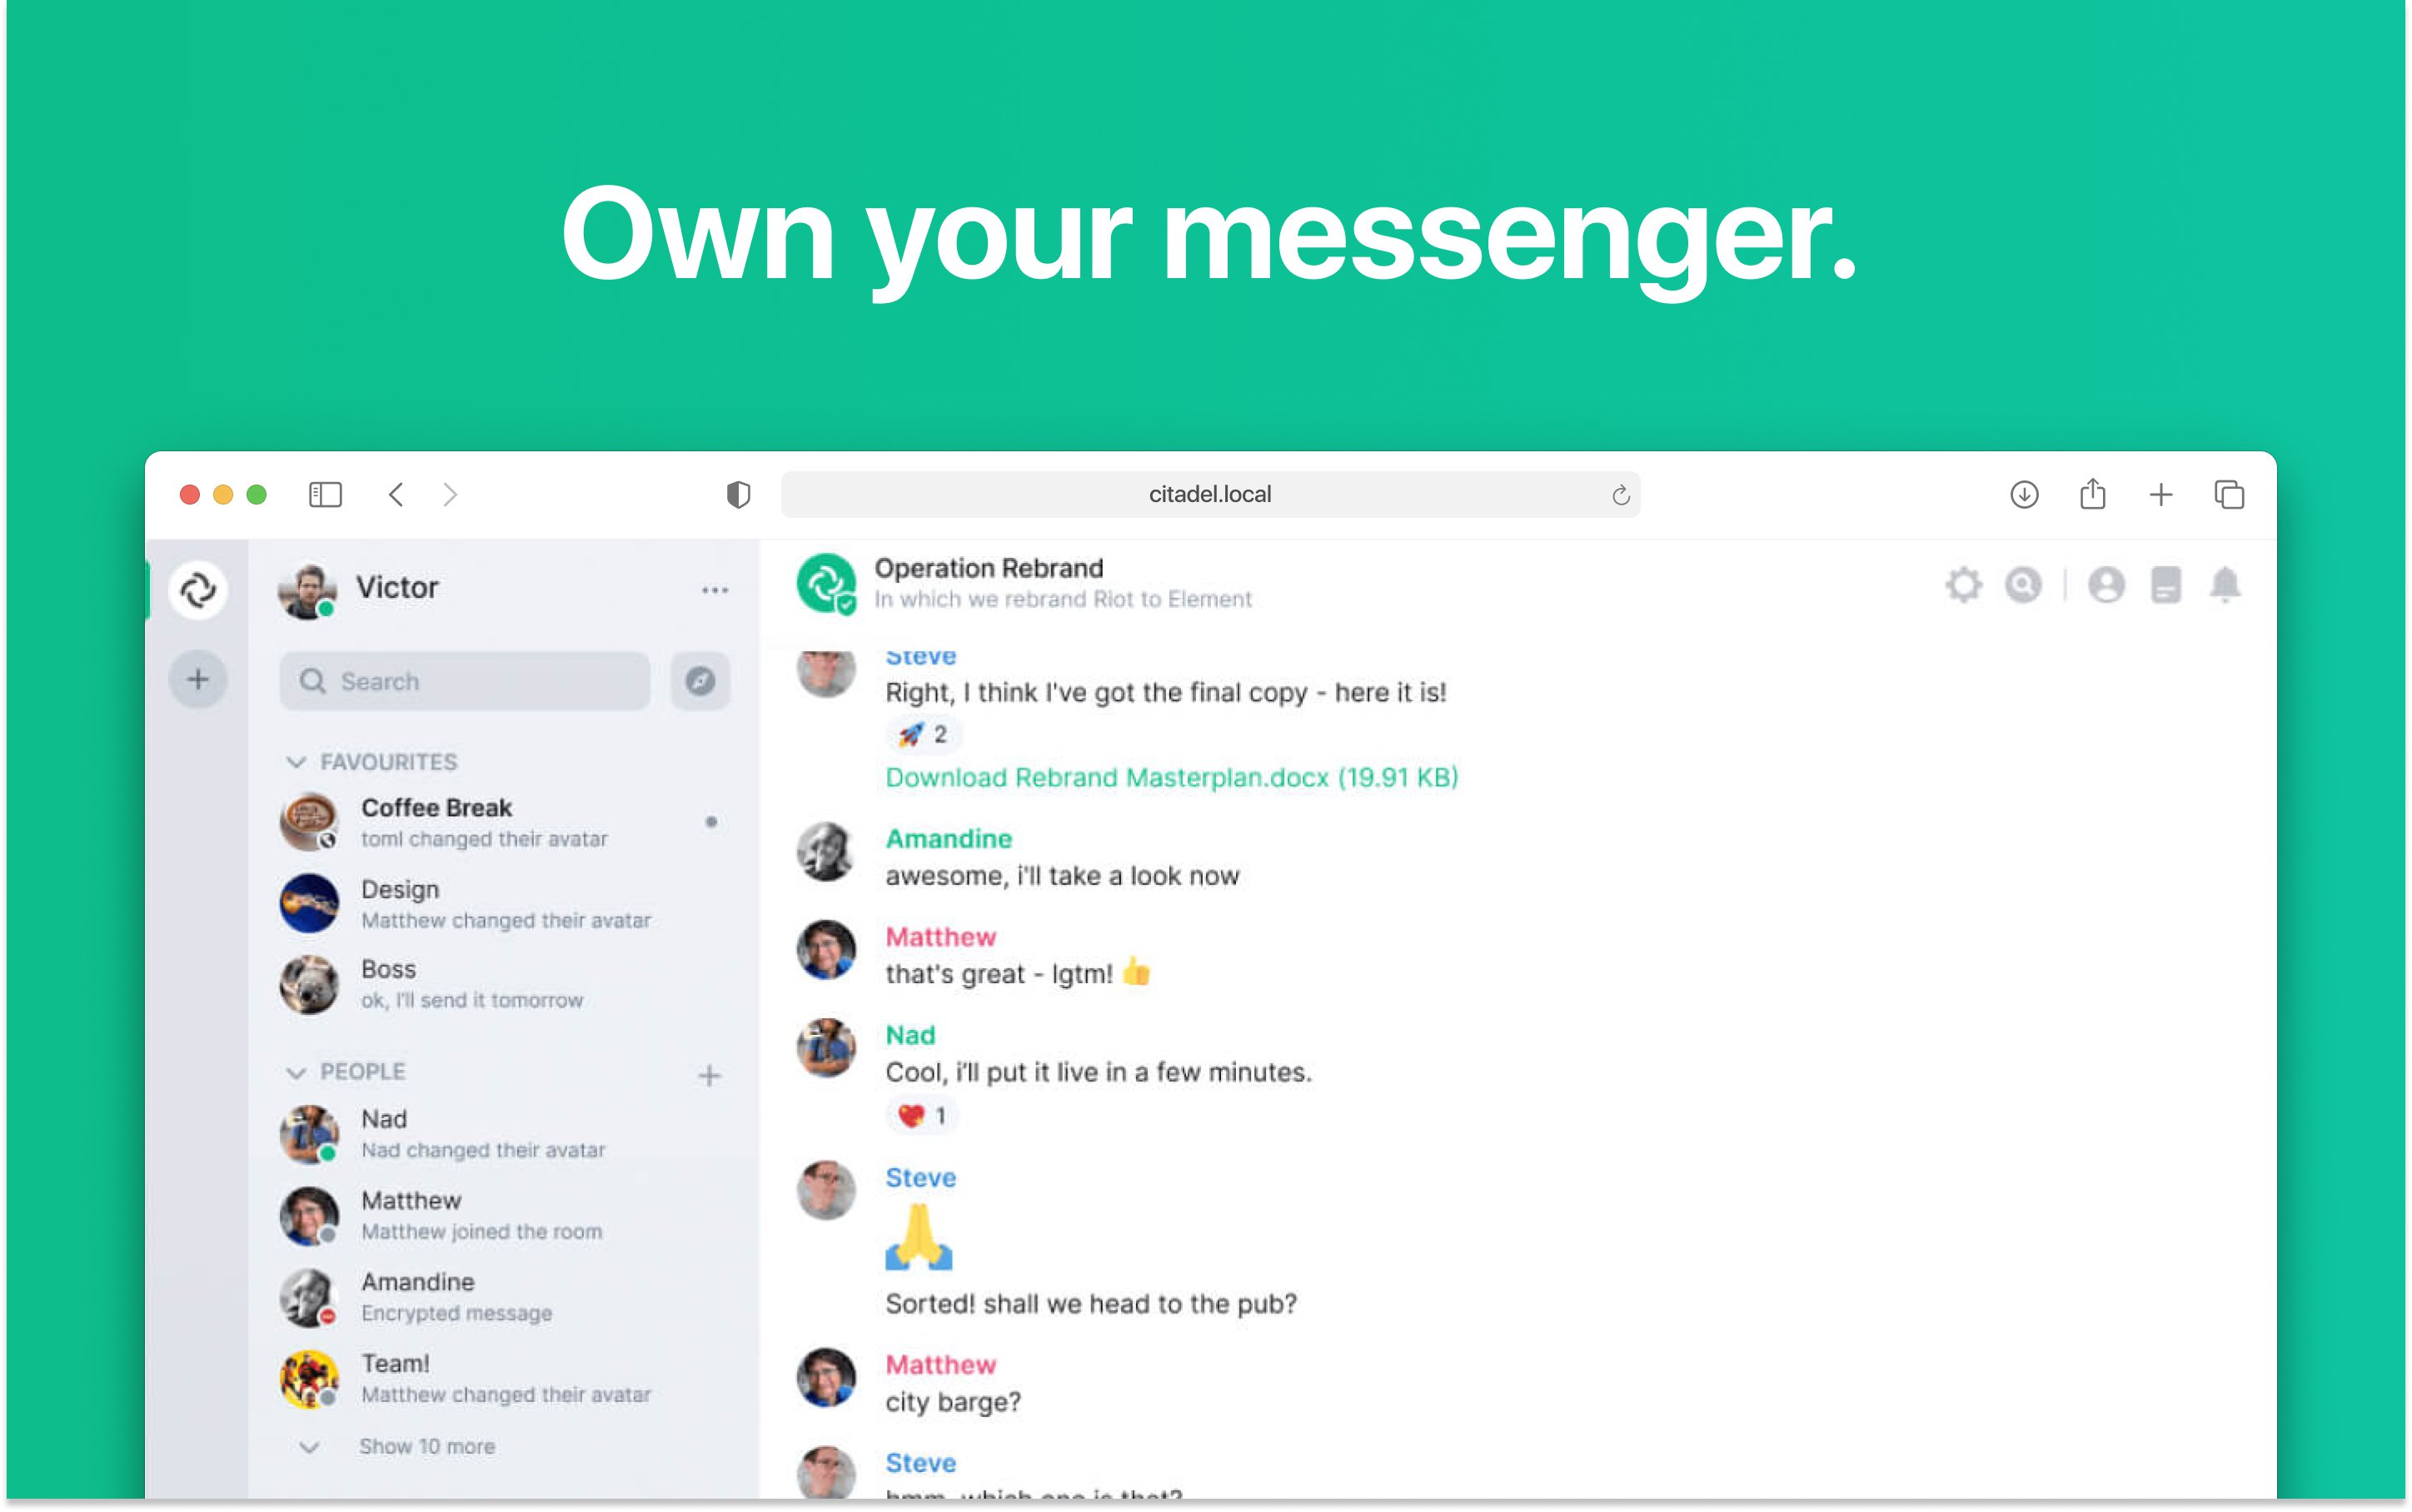 Own your messenger.
citadel.local
Victor
Search
FAVOURITES
Coffee Break
toml changed their avatar
Design
Matthew changed their avatar
Boss
ok, I'll send it tomorrow
PEOPLE
Nad
Nad changed their avatar
Matthew
Matthew joined the room
Amandine
Encrypted message
Team!
Matthew changed their avatar
Show 10 more
Operation Rebrand
In which we rebrand Riot to Element
Steve
Right, I think I've got the final copy - here it is!
2
Download Rebrand Masterplan.docx (19.91 KB)
Amandine
awesome, i'll take a look now
Matthew
that's great - lgtm! 👍
Nad
Cool, i'll put it live in a few minutes.
1
Steve
Sorted! shall we head to the pub?
Matthew
city barge?
Steve
hmm, which one is that?